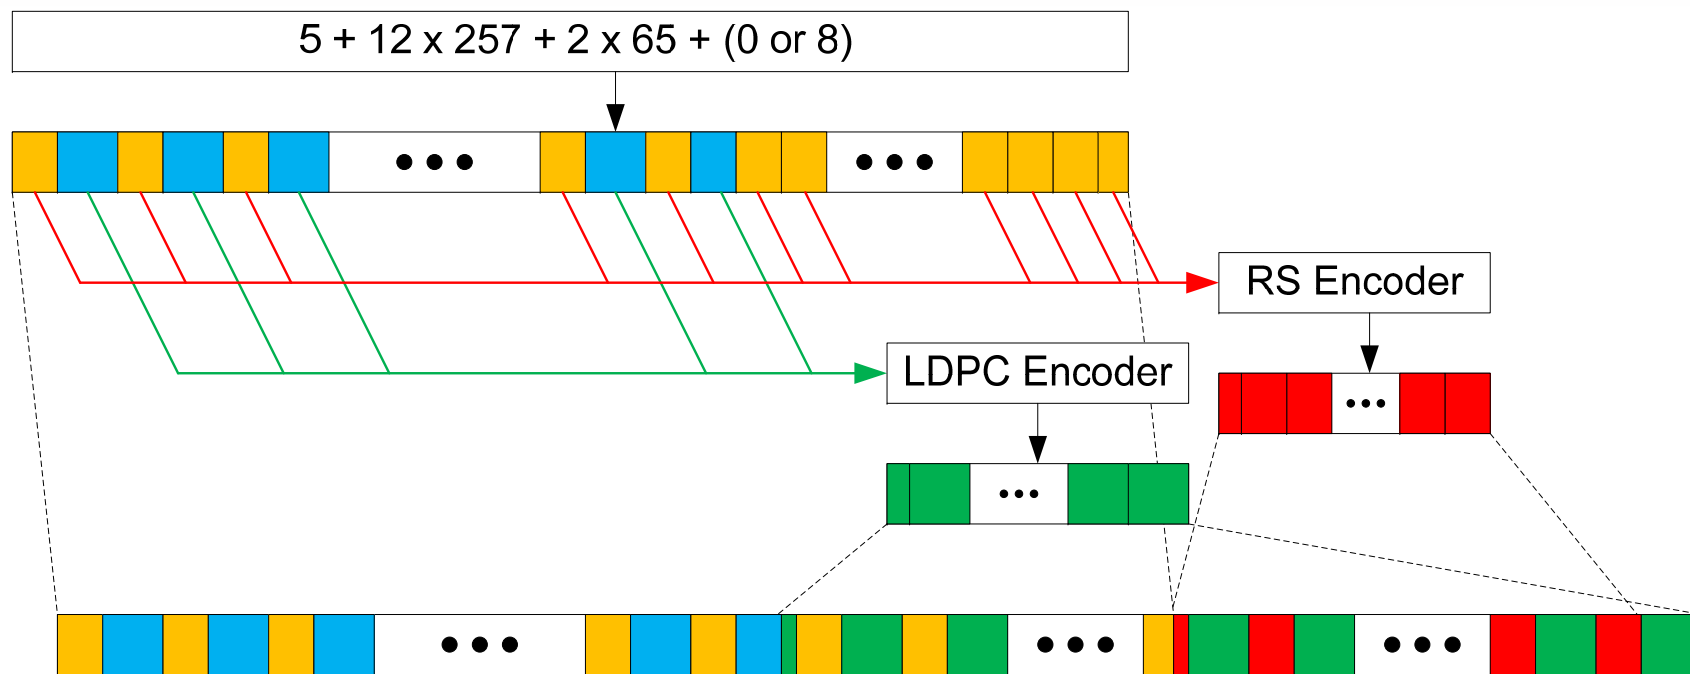 5 + 12 x 257 + 2 x 65 + (0 or 8)
RS Encoder
LDPC Encoder